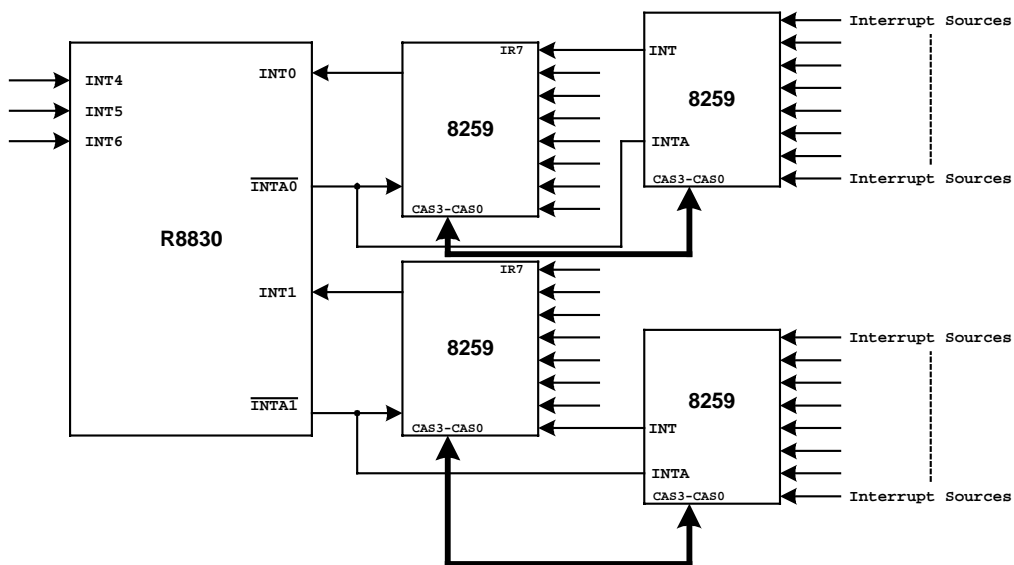 Interrupt Sources
IR7
INT
INT0
INT4
8259
8259
INT5
INT6
INTA
INTA0
CAS3-CAS0
Interrupt Sources
CAS3-CAS0
R8830
IR7
INT1
Interrupt Sources
8259
8259
INTA1
CAS3-CAS0
INT
INTA
CAS3-CAS0
Interrupt Sources